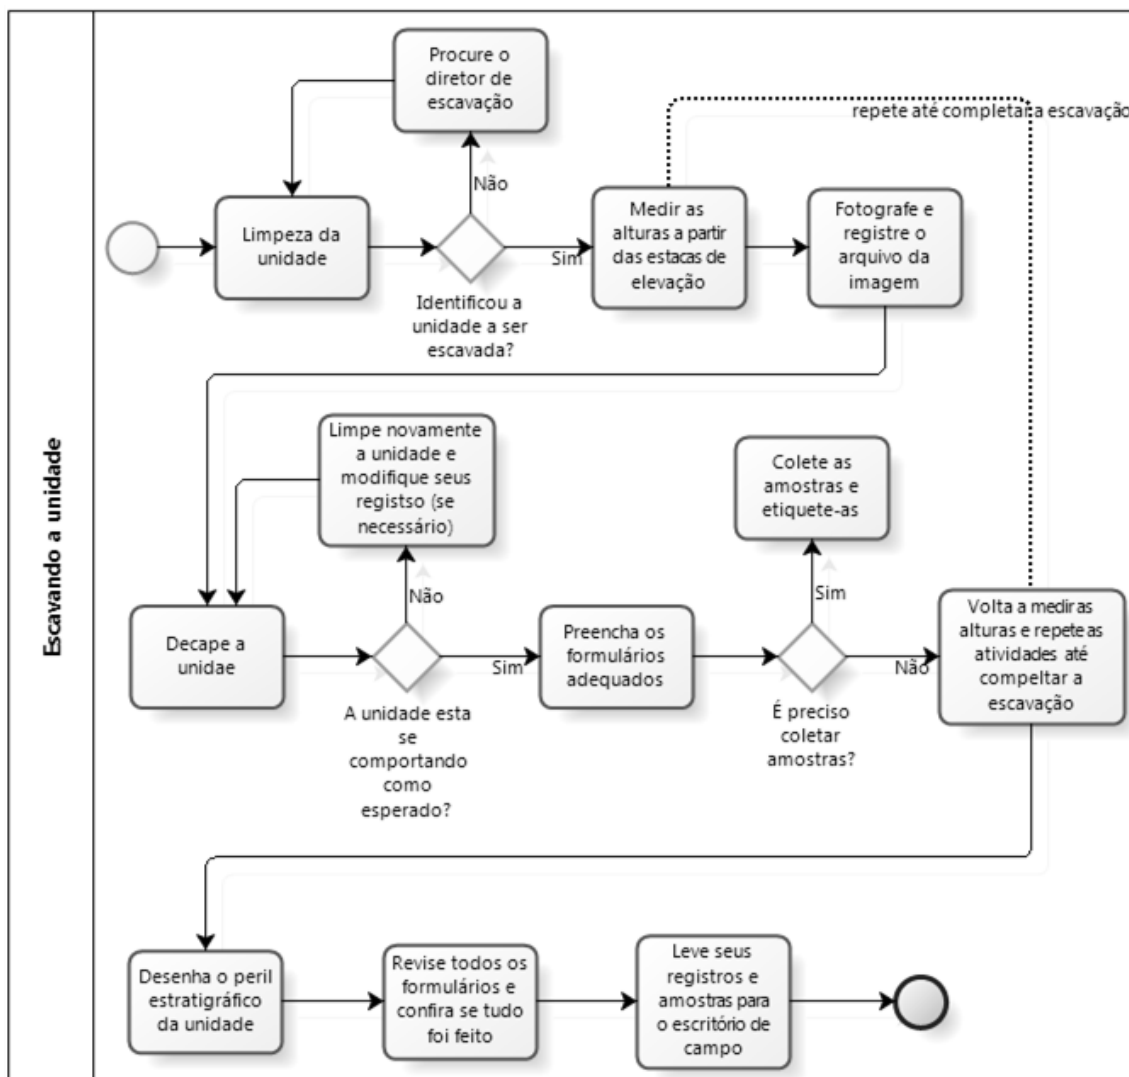 Escavando a unidade
Procure o
diretor de
escavação
repete até completar a escavação
Não
Limpeza da
unidade
Sim
Identificou a
unidade a ser
escavada?
Medir as
alturas a partir
das estacas de
elevação
Fotografe e
registre o
arquivo da
imagem
Limpe novamente
a unidade e
modifique seus
registso (se
necessário)
Colete as
amostras e
etiquete-as
Não
Sim
Decape a
unidae
Sim
A unidade esta
se
comportando
como
esperado?
Preencha os
formulários
adequados
Não
É preciso
coletar
amostras?
Volta a medir as
alturas e repete as
atividades até
compeltar a
escavação
Desenha o peril
estratigráfico
da unidade
Revise todos os
formulários e
confira se tudo
foi feito
Leve seus
registros e
amostras para
o escritório de
campo